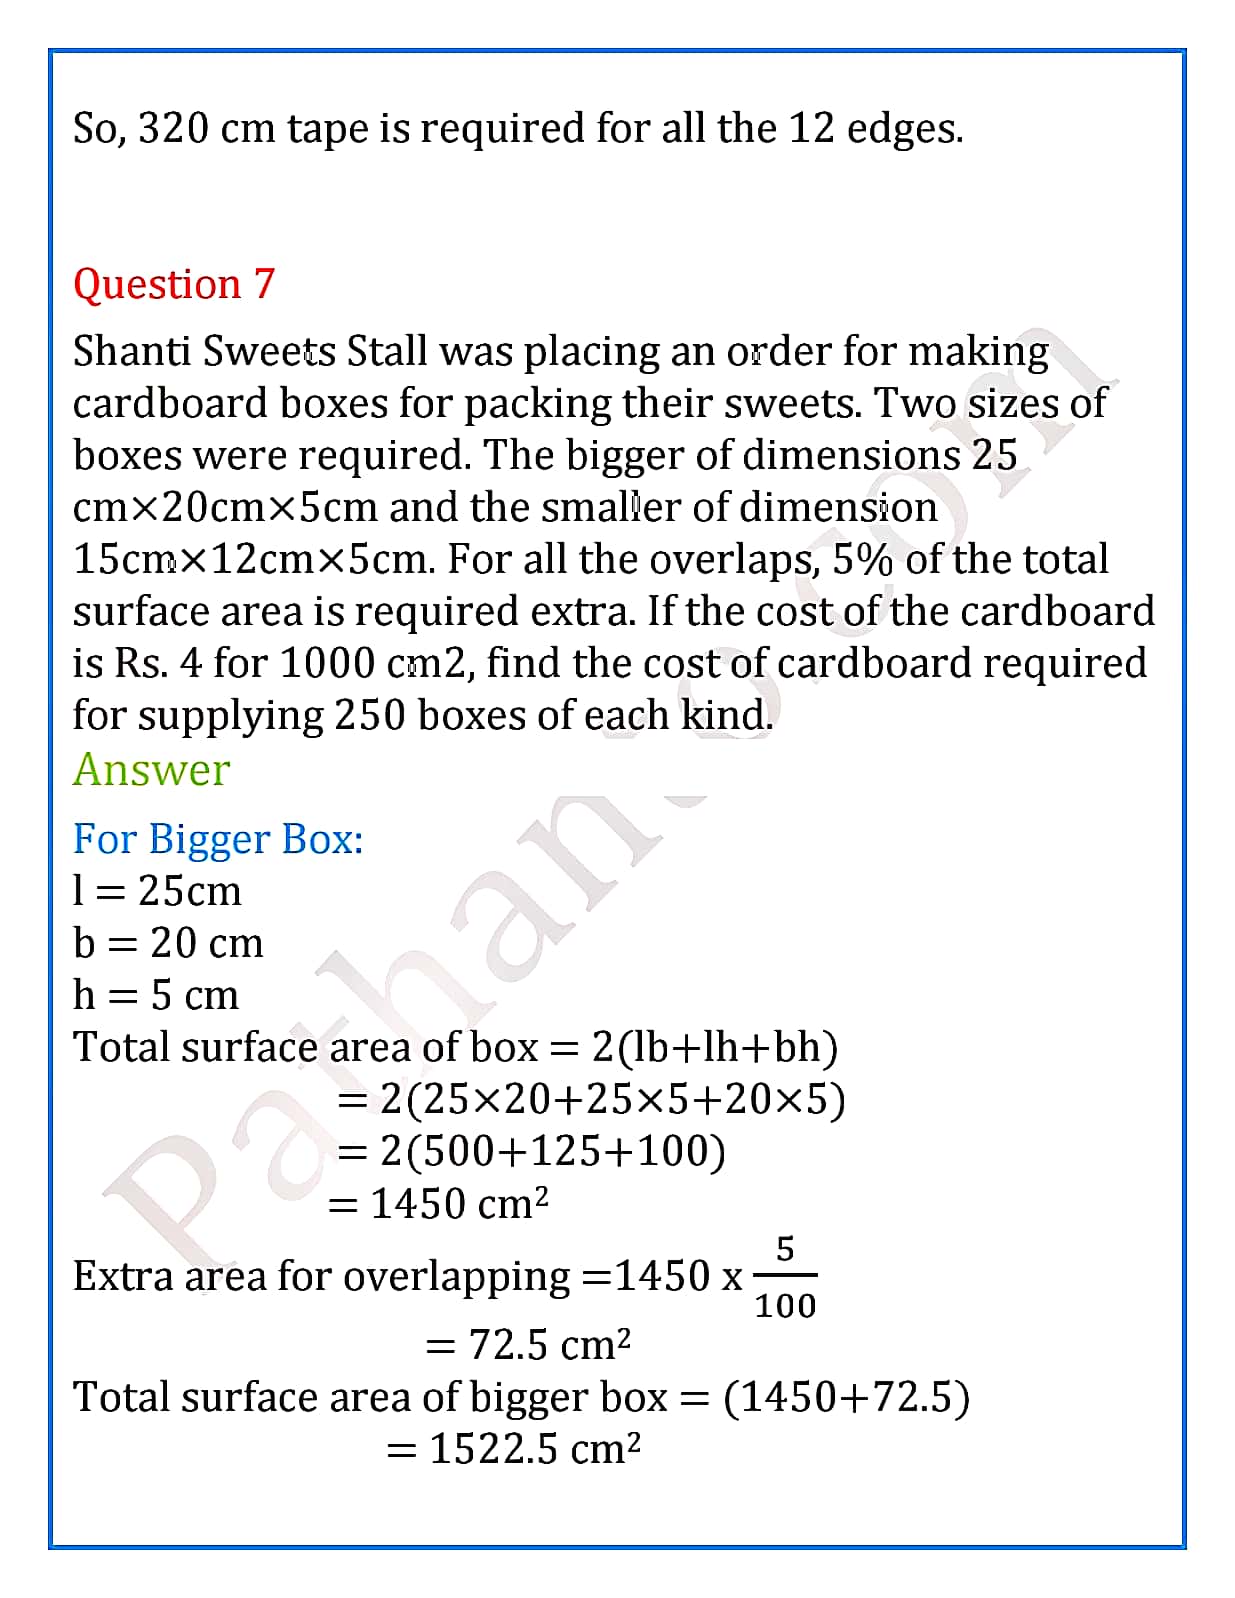 So, 320 cm tape is required for all the 12 edges.
Question 7
Shanti Sweets Stall was placing an order for making
cardboard boxes for packing their sweets. Two sizes of
boxes were required. The bigger of dimensions 25
cm×20cm×5cm and the smaller of dimension
15cm×12cm×5cm. For all the overlaps, 5% of the total
surface area is required extra. If the cost of the cardboard
is Rs. 4 for 1000 cm2, find the cost of cardboard required
for supplying 250 boxes of each kind.
Answer
For Bigger Box:
l = 25cm
b = 20 cm
h = 5 cm
Total surface area of box = 2(lb+lh+bh)
= 2(25×20+25×5+20×5)
= 2(500+125+100)
= 1450 cm²
Extra area for overlapping =1450 x 5/100
= 72.5 cm²
Total surface area of bigger box = (1450+72.5)
= 1522.5 cm²